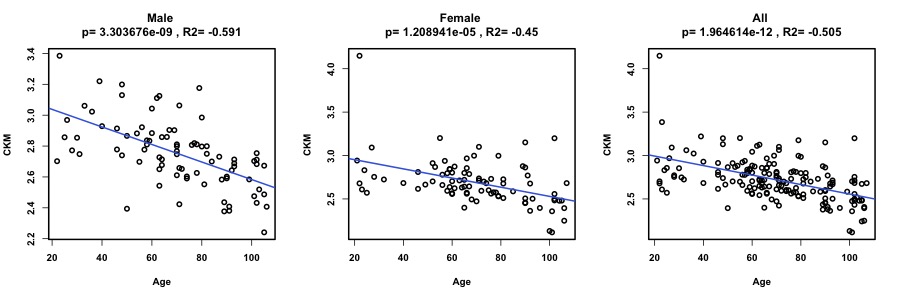 Male
p= 3.303676e-09 , R2= -0.591
CKM
3.4
3.2
3.0
2.8
2.6
2.4
2.2
20 40 60 80 100
Age
Female
p= 1.208941e-05 , R2= -0.45
CKM
4.0
3.5
3.0
2.5
20 40 60 80 100
Age
All
p= 1.964614e-12 , R2= -0.505
CKM
4.0
3.5
3.0
2.5
20 40 60 80 100
Age